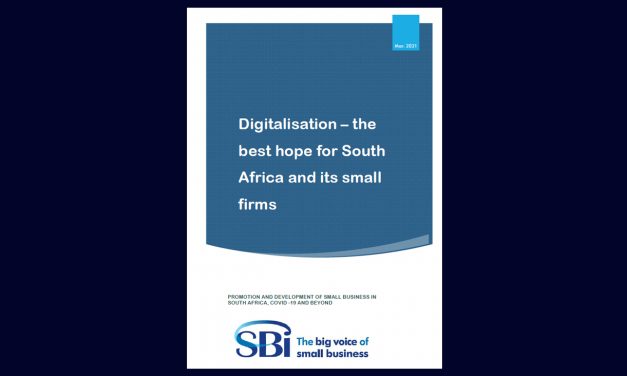 Mar. 2021
Digitalisation – the
best hope for South
Africa and its small
firms
PROMOTION AND DEVELOPMENT OF SMALL BUSINESS IN
SOUTH AFRICA, COVID -19 AND BEYOND
SBi The big voice of
small business